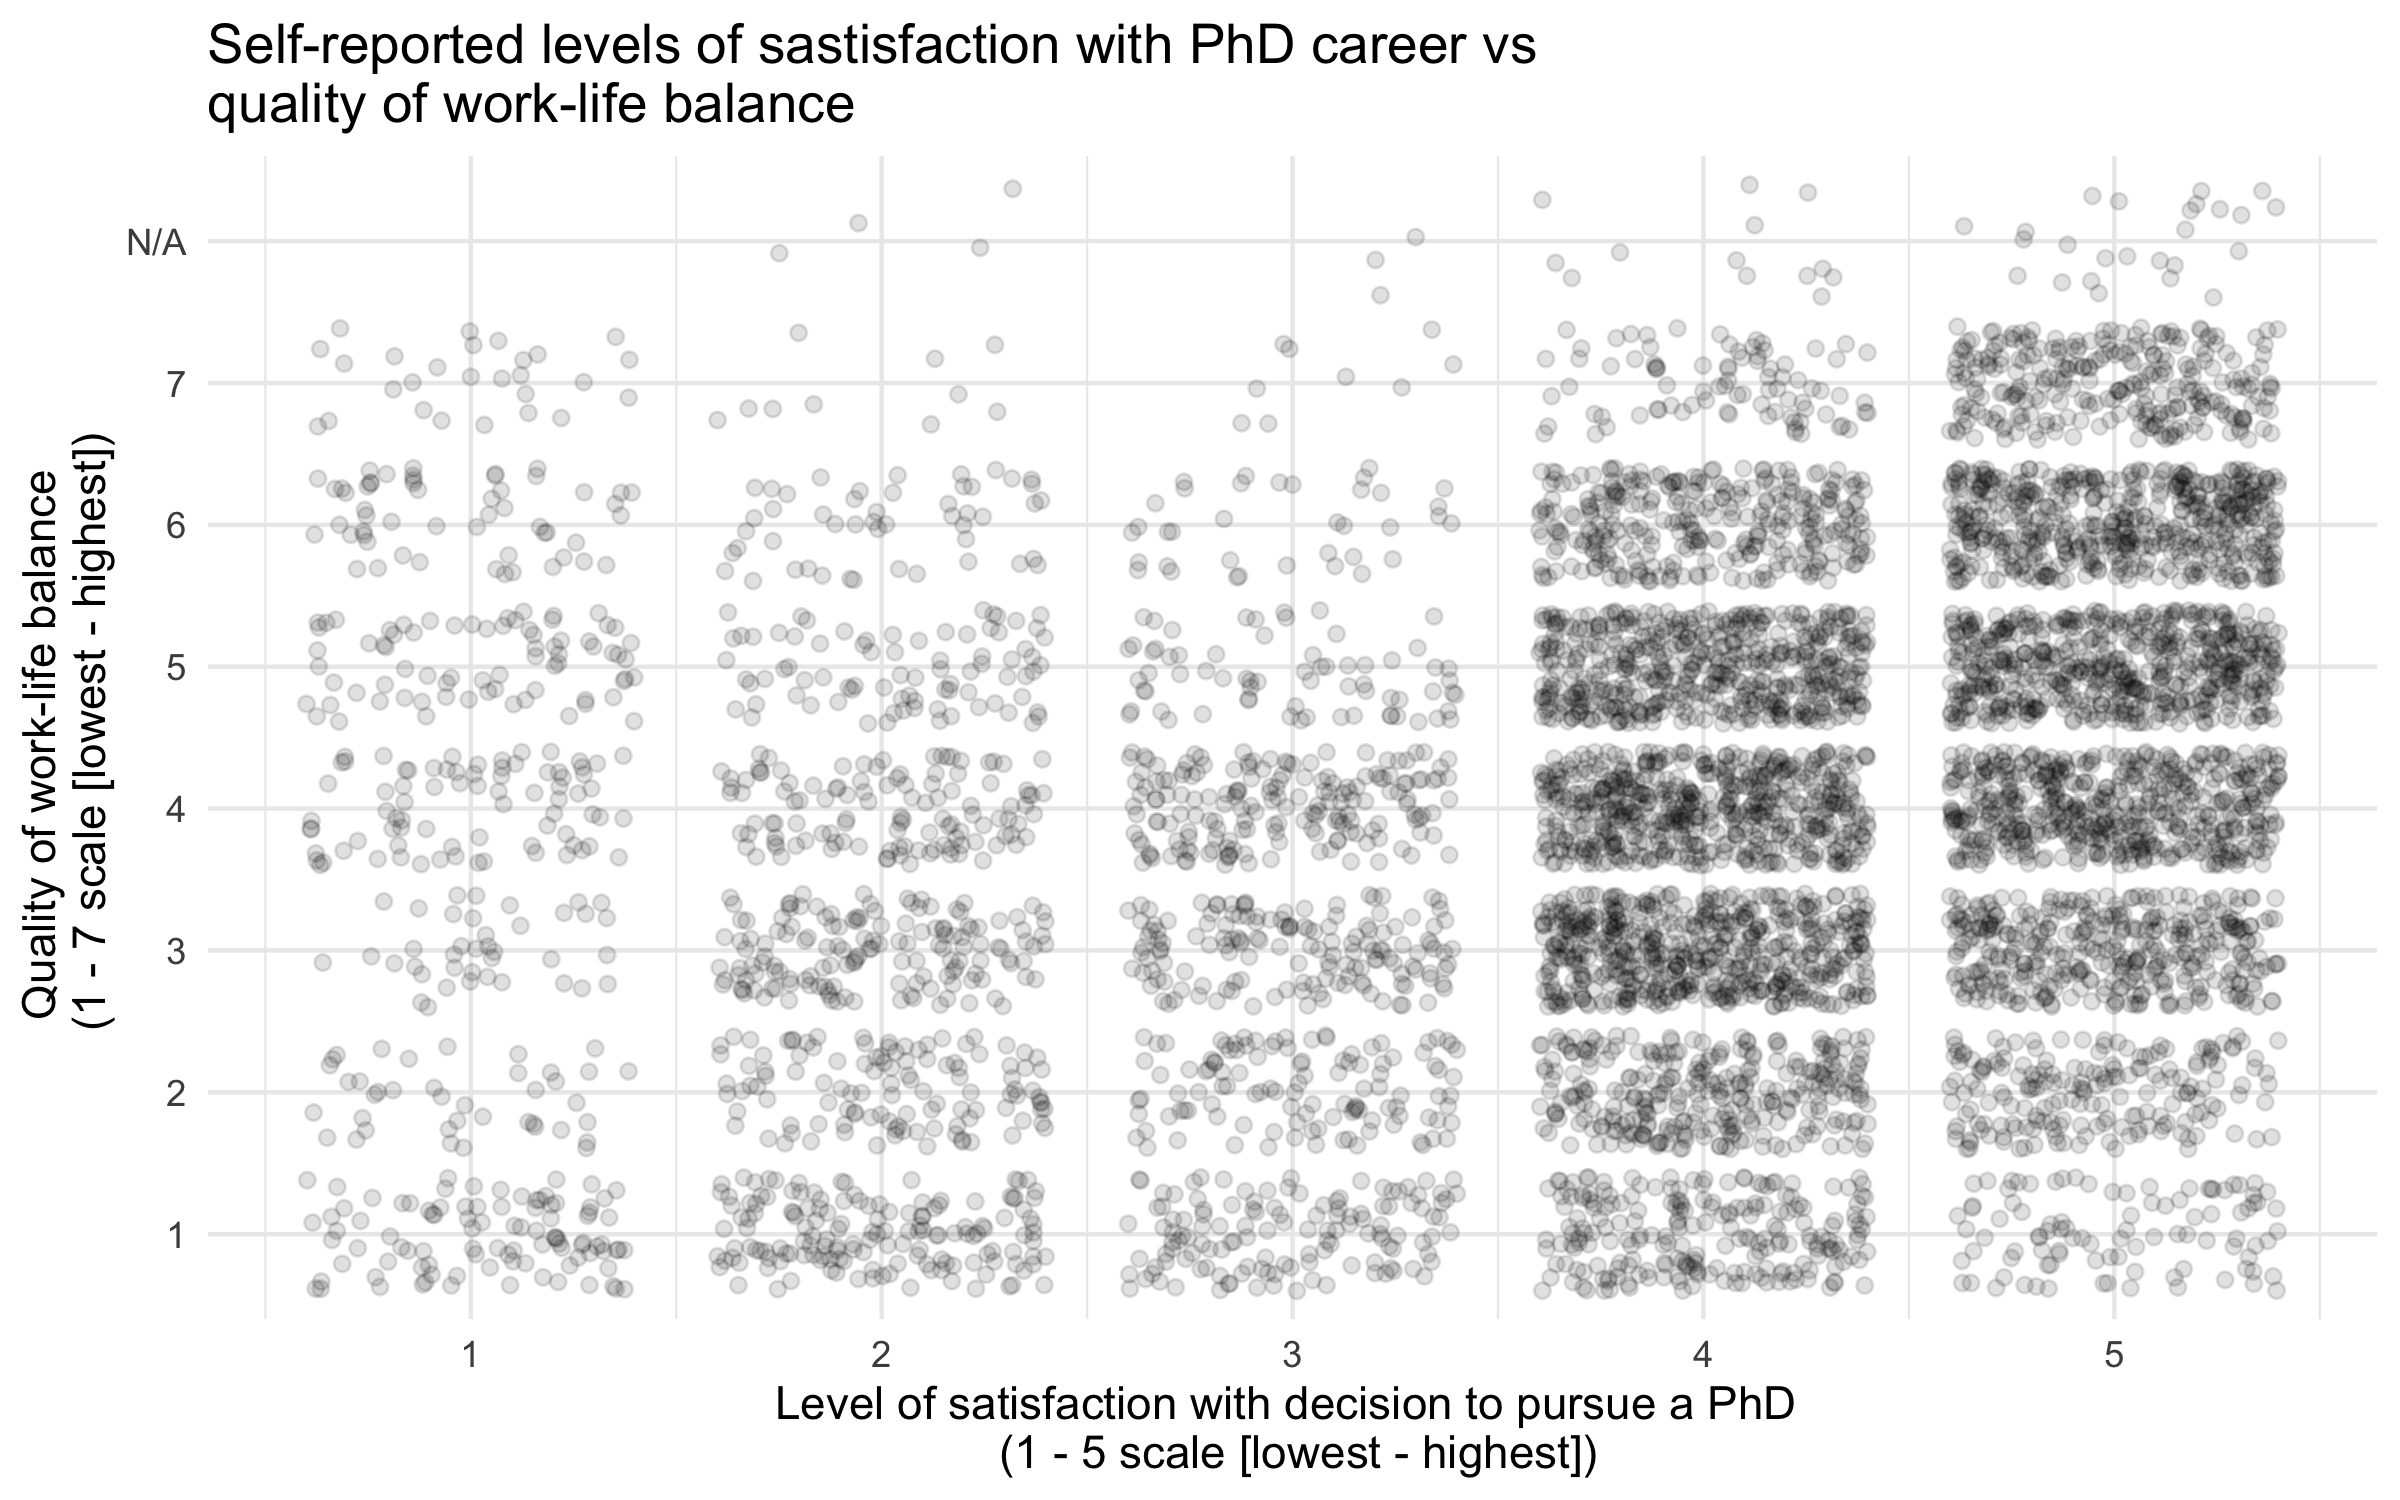 Self-reported levels of sastisfaction with PhD career vs
quality of work-life balance
Quality of work-life balance
(1 - 7 scale [lowest - highest])
N/A
7
6
5
4
3
2
1
1 2 3 4 5
Level of satisfaction with decision to pursue a PhD
(1 - 5 scale [lowest - highest])